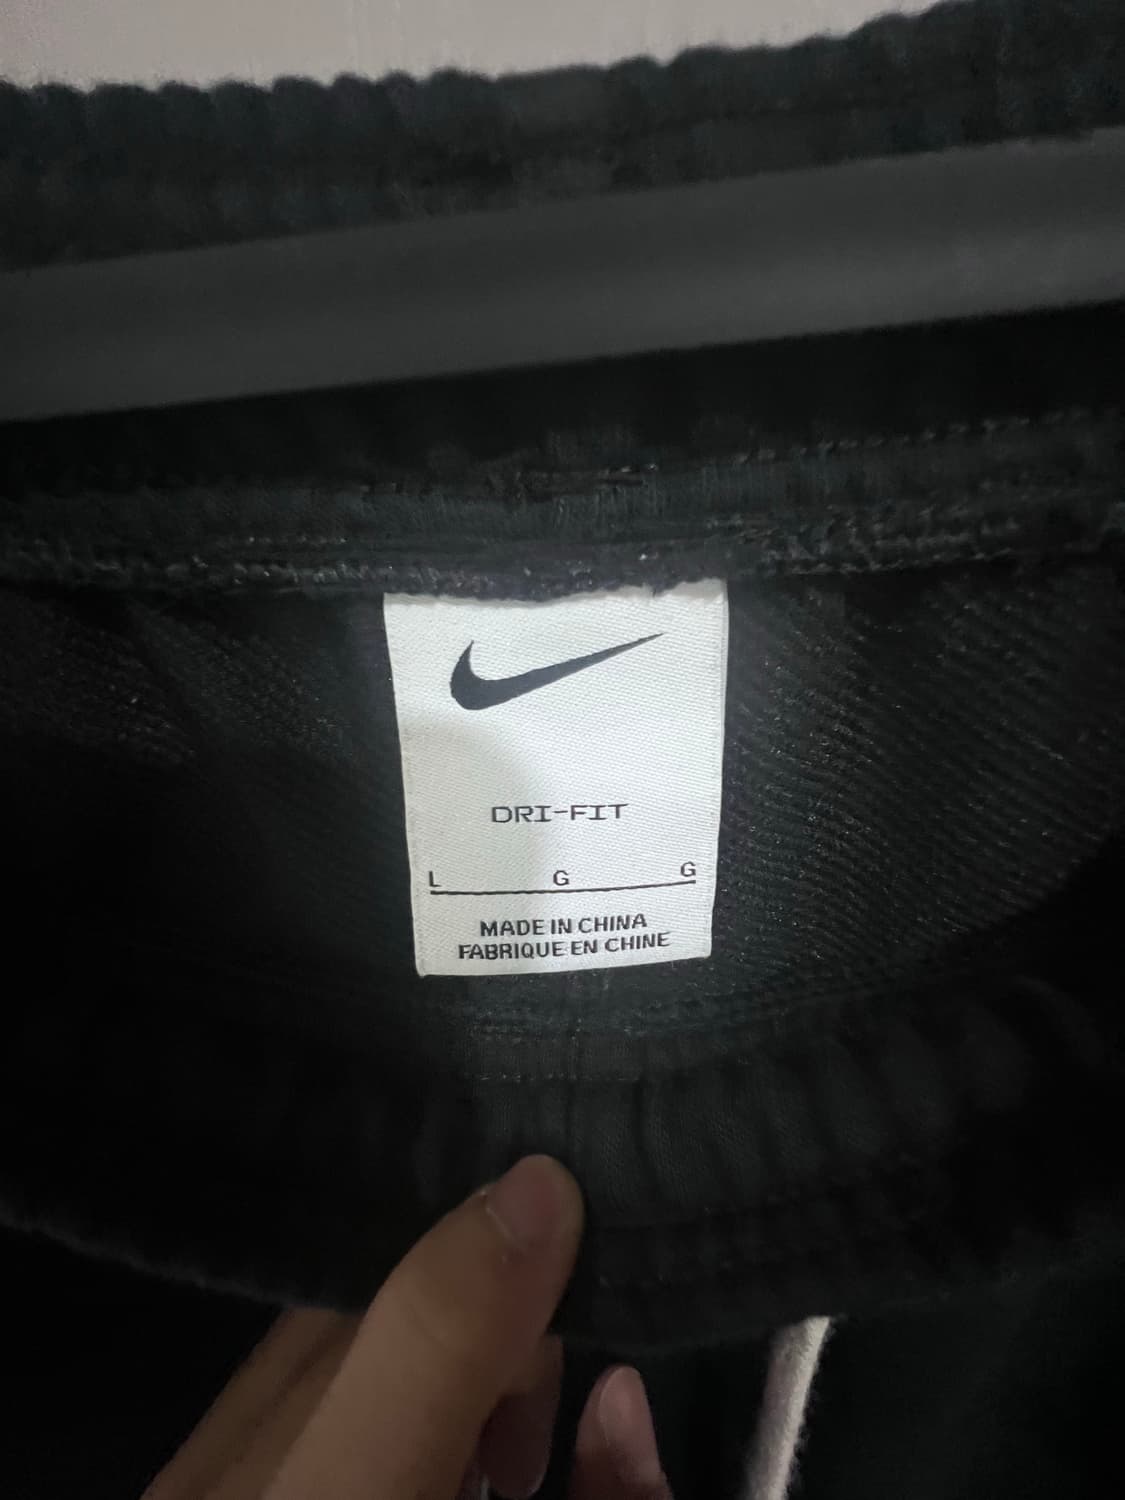 DRI-FIT
L G G
MADE IN CHINA
FABRIQUE EN CHINE